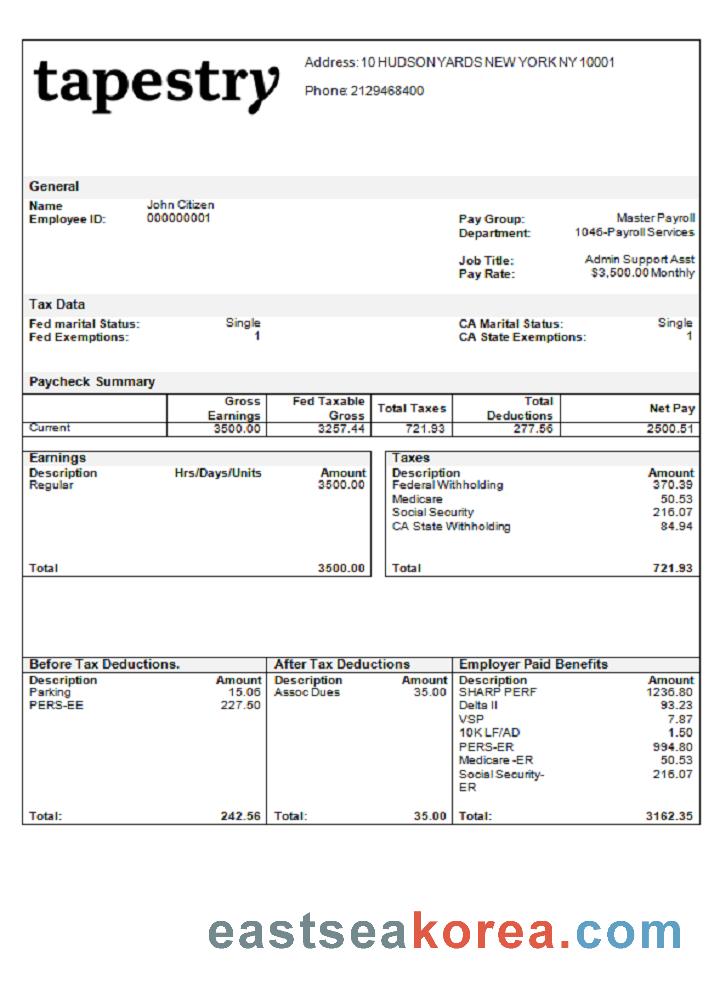 tapestry
Address: 10 HUDSON YARDS NEW YORK NY 10001
Phone: 2129468400
General
Name John Citizen
Employee ID: 000000001
Pay Group: Master Payroll
Department: 1046-Payroll Services
Job Title: Admin Support Asst
Pay Rate: $3,500.00 Monthly
Tax Data
Fed marital Status: Single CA Marital Status: Single
Fed Exemptions: 1 CA State Exemptions: 1
Paycheck Summary
Gross Earnings Fed Taxable Gross Total Taxes Total Deductions Net Pay
Current 3500.00 3257.44 721.93 277.56 2500.51
Earnings
Description Hrs/Days/Units Amount
Regular 3500.00
Total 3500.00
Taxes
Description Amount
Federal Withholding 370.39
Medicare 50.53
Social Security 216.07
CA State Withholding 84.94
Total 721.93
Before Tax Deductions.
Description Amount
Parking 15.06
PERS-EE 227.50
Total: 242.56
After Tax Deductions
Description Amount
Assoc Dues 35.00
Total: 35.00
Employer Paid Benefits
Description Amount
SHARP PERF 1236.80
Delta II 93.23
VSP 7.87
10K LF/AD 1.50
PERS-ER 994.80
Medicare -ER 50.53
Social Security- 216.07
ER
Total: 3162.35
eastseakorea.com